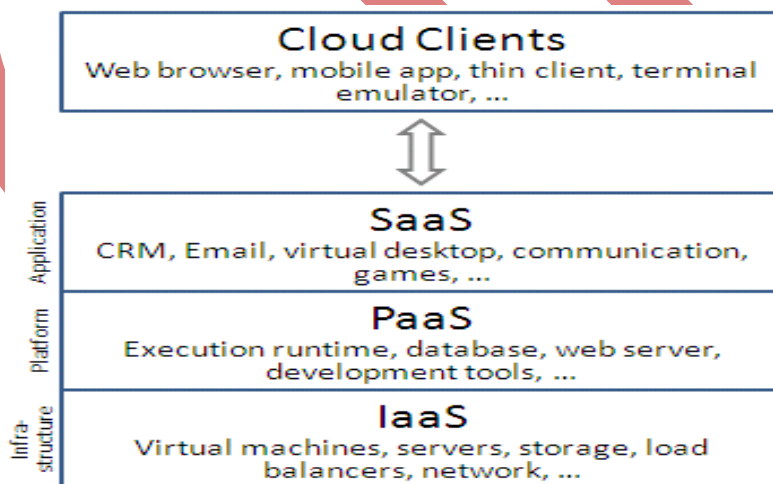 Cloud Clients
Web browser, mobile app, thin client, terminal
emulator, ...
Application
SaaS
CRM, Email, virtual desktop, communication,
games, ...
Platform
PaaS
Execution runtime, database, web server,
development tools, ...
Infra-
structure
IaaS
Virtual machines, servers, storage, load
balancers, network, ...